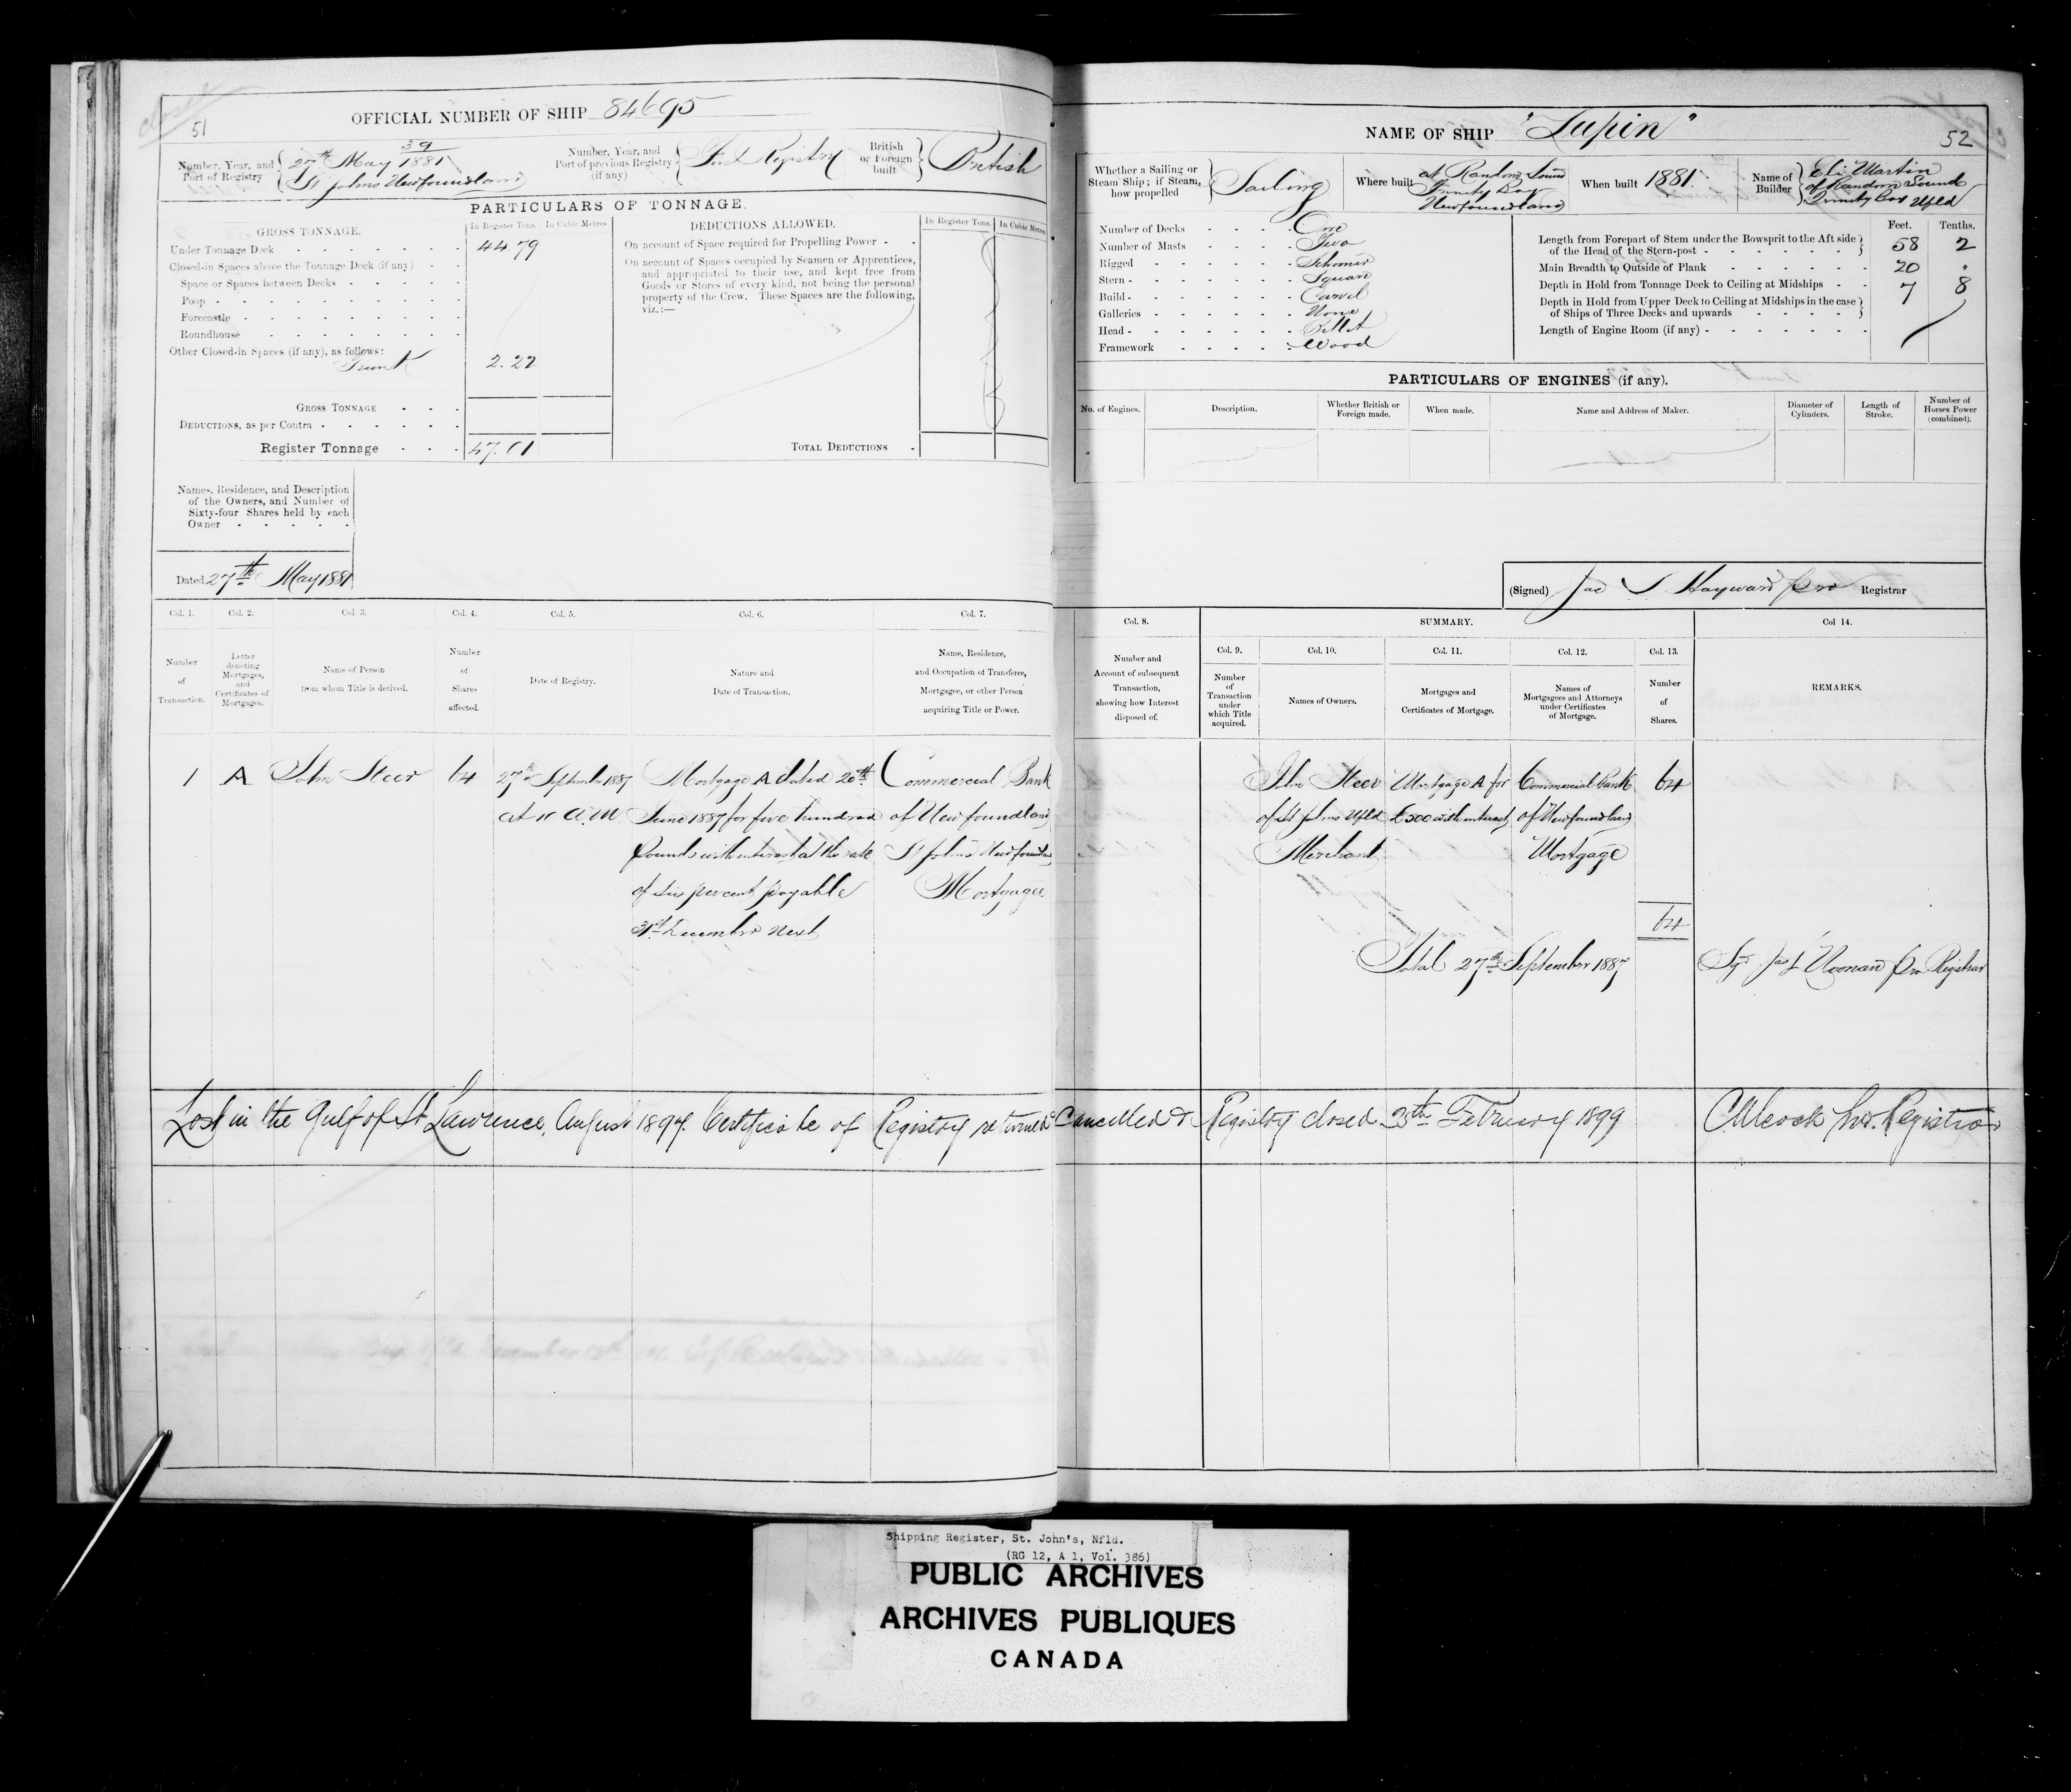 51
OFFICIAL NUMBER OF SHIP 84695
Number, Year, and Port of Registry
39
27th May 1881
St Johns Newfoundland
Number, Year, and Port of previous Registry (if any)
First Registry
British or Foreign built
British
PARTICULARS OF TONNAGE.
GROSS TONNAGE.
In Register Tons.
In Cubic Metres.
DEDUCTIONS ALLOWED.
In Register Tons.
In Cubic Metres.
Under Tonnage Deck 44.79
Closed-in Spaces above the Tonnage Deck (if any)
Space or Spaces between Decks
Poop
Forecastle
Roundhouse
Other Closed-in Spaces (if any), as follows:
Trunk 2.22
GROSS TONNAGE
DEDUCTIONS, as per Contra
Register Tonnage 47.01
On account of Space required for Propelling Power
On account of Spaces occupied by Seamen or Apprentices,
and appropriated to their use, and kept free from
Goods or Stores of every kind, not being the personal
property of the Crew. These Spaces are the following,
viz.:—
TOTAL DEDUCTIONS
Names, Residence, and Description
of the Owners, and Number of
Sixty-four Shares held by each
Owner
Dated 27th May 1881
Col. 1. Col. 2. Col. 3. Col. 4. Col. 5. Col. 6. Col. 7.
Number of Transaction.
Letter denoting Mortgages, and Certificates of Mortgages.
Name of Person from whom Title is derived.
Number of Shares affected.
Date of Registry.
Nature and Date of Transaction.
Name, Residence, and Occupation of Transferee, Mortgagee, or other Person acquiring Title or Power.
1 A John Steer 64 27th September 1887 Mortgage A dated 20th Commercial Bank
At 11 A.M. June 1887 for five hundred of Newfoundland
pounds with interest at the rate St Johns Newfoundland
of six per cent payable Mortgagee
31st December next
NAME OF SHIP "Lupin"
52
Whether a Sailing or Steam Ship; if Steam, how propelled
Sailing
Where built
at Random Sound
Trinity Bay
Newfoundland
When built 1881.
Name of Builder
Eli Martin
of Random Sound
Trinity Bay Nfld
Number of Decks One
Number of Masts Two
Rigged Schooner
Stern Square
Build Carvel
Galleries None
Head Billet
Framework Wood
Feet. Tenths.
Length from Forepart of Stem under the Bowsprit to the Aft side of the Head of the Stern-post 58 2
Main Breadth to Outside of Plank 20 "
Depth in Hold from Tonnage Deck to Ceiling at Midships 7 8
Depth in Hold from Upper Deck to Ceiling at Midships in the case of Ships of Three Decks and upwards
Length of Engine Room (if any)
PARTICULARS OF ENGINES (if any).
No. of Engines.
Description.
Whether British or Foreign made.
When made.
Name and Address of Maker.
Diameter of Cylinders.
Length of Stroke.
Number of Horses Power (combined).
(Signed) Jas S Hayward pro Registrar
Col. 8.
SUMMARY.
Col 14.
Number and Account of subsequent Transaction, showing how Interest disposed of.
Col. 9. Col. 10. Col. 11. Col. 12. Col. 13.
Number of Transaction under which Title acquired.
Names of Owners.
Mortgages and Certificates of Mortgage.
Names of Mortgagees and Attorneys under Certificates of Mortgage.
Number of Shares.
REMARKS.
John Steer Mortgage A for Commercial Bank 64
of St Johns Nfld £500 with interest of Newfoundland
Merchant Mortgage
64
Total 27th September 1887
Sgd Jas L Noonan Pro Registrar
Lost in the Gulf of St Lawrence, August 1894. Certificate of Registry returned Cancelled & Registry closed 25th February 1899 CAlcock Pro. Registrar
Shipping Register, St. John's, Nfld.
(RG 12, A 1, Vol. 386)
PUBLIC ARCHIVES
ARCHIVES PUBLIQUES
CANADA